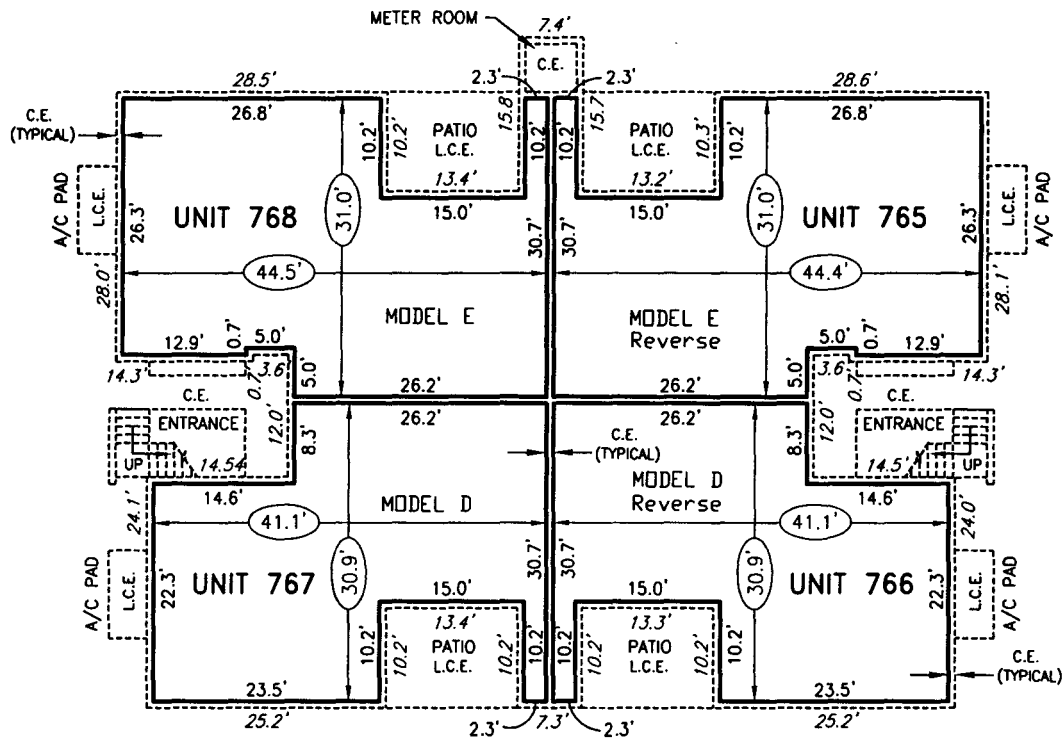 METER ROOM
7.4'
C.E.
2.3'
2.3'
28.5'
28.6'
26.8'
26.8'
C.E.
(TYPICAL)
10.2'
10.2'
PATIO
L.C.E.
15.8
10.2'
10.2'
15.7
PATIO
L.C.E.
10.3'
10.2'
13.4'
13.2'
15.0'
15.0'
A/C PAD
L.C.E.
26.3'
UNIT 768
31.0'
30.7'
30.7'
31.0'
UNIT 765
26.3'
L.C.E.
A/C PAD
28.0'
44.5'
44.4'
28..1'
MODEL E
MODEL E
Reverse
12.9'
0.7'
5.0'
5.0'
0.7'
12.9'
14.3'
0.7
3.6'
5.0'
26.2'
26.2'
5.0'
3.6'
0.7'
14.3'
C.E.
C.E.
ENTRANCE
12.0'
8.3'
26.2'
26.2'
8.3'
12.0'
ENTRANCE
UP
14.54
C.E.
(TYPICAL)
14.5'
UP
14.6'
14.6'
MODEL D
MODEL D
Reverse
24.1'
41.1'
41.1'
24.0'
A/C PAD
L.C.E.
22.3'
UNIT 767
30.9'
30.7'
30.7'
30.9'
UNIT 766
22.3'
L.C.E.
A/C PAD
15.0'
15.0'
13.4'
13.3'
10.2'
10.2'
PATIO
L.C.E.
10.2'
10.2'
10.2'
PATIO
L.C.E.
10.2'
10.2'
C.E.
(TYPICAL)
23.5'
23.5'
25.2'
2.3'
7.3'
2.3'
25.2'